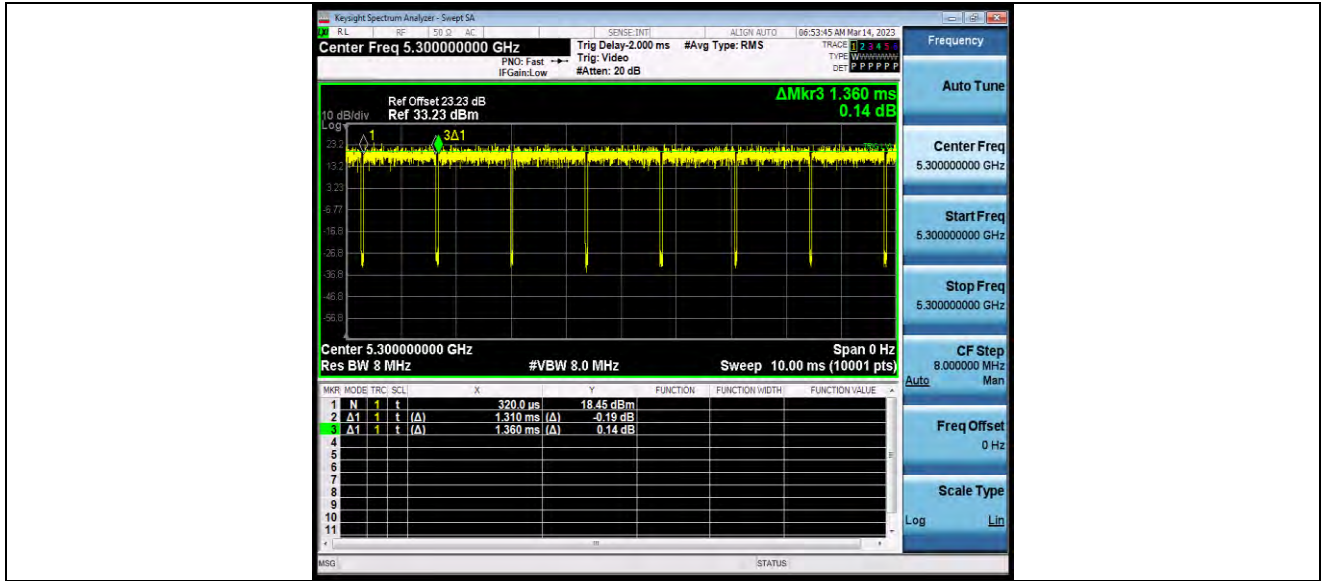 Keysight Spectrum Analyzer - Swept SA
RL RF 50 Ω AC SENSE:INT ALIGN AUTO 06:53:45 AM Mar 14, 2023
Center Freq 5.300000000 GHz
PNO: Fast
IFGain:Low
Trig Delay-2.000 ms
Trig: Video
#Atten: 20 dB
#Avg Type: RMS
TRACE 1 2 3 4 5 6
TYPE WWWWWW
DET P P P P P P
Frequency
Auto Tune
Center Freq
5.300000000 GHz
Start Freq
5.300000000 GHz
Stop Freq
5.300000000 GHz
CF Step
8.000000 MHz
Auto Man
Freq Offset
0 Hz
Scale Type
Log Lin
ΔMkr3 1.360 ms
0.14 dB
Ref Offset 23.23 dB
10 dB/div Ref 33.23 dBm
Log
1 3Δ1
23.2
13.2
3.23
-6.77
-16.8
-26.8
-36.8
-46.8
-56.8
Center 5.300000000 GHz Span 0 Hz
Res BW 8 MHz #VBW 8.0 MHz Sweep 10.00 ms (10001 pts)
MKR MODE TRC SCL X Y FUNCTION FUNCTION WIDTH FUNCTION VALUE
1 N 1 t 320.0 µs 18.45 dBm
2 Δ1 1 t (Δ) 1.310 ms (Δ) -0.19 dB
3 Δ1 1 t (Δ) 1.360 ms (Δ) 0.14 dB
4
5
6
7
8
9
10
11
MSG STATUS